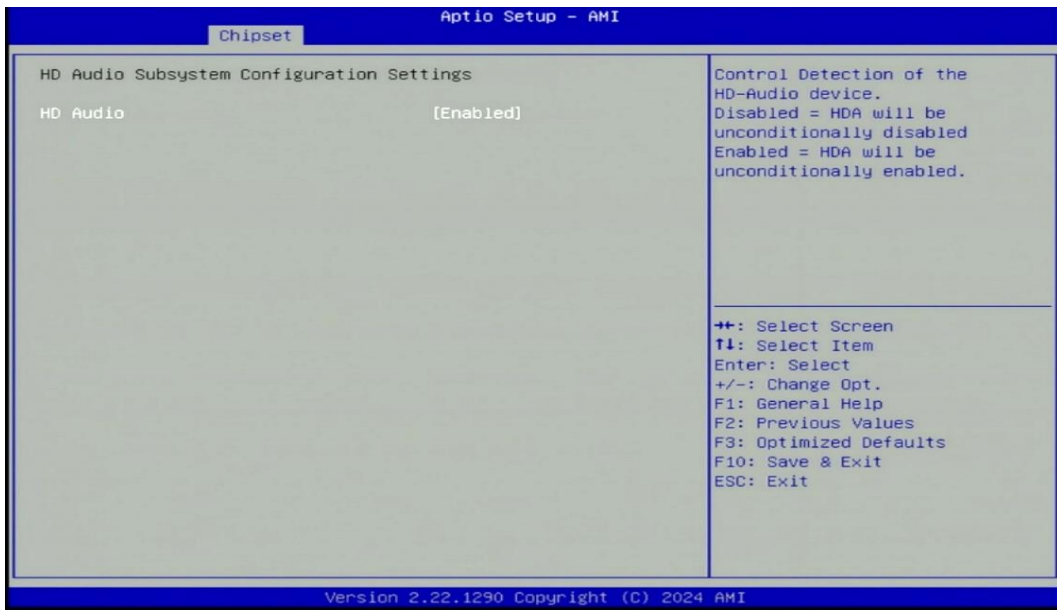 Aptio Setup – AMI
Chipset
HD Audio Subsystem Configuration Settings
HD Audio [Enabled]
Control Detection of the
HD-Audio device.
Disabled = HDA will be
unconditionally disabled
Enabled = HDA will be
unconditionally enabled.
→←: Select Screen
↑↓: Select Item
Enter: Select
+/-: Change Opt.
F1: General Help
F2: Previous Values
F3: Optimized Defaults
F10: Save & Exit
ESC: Exit
Version 2.22.1290 Copyright (C) 2024 AMI